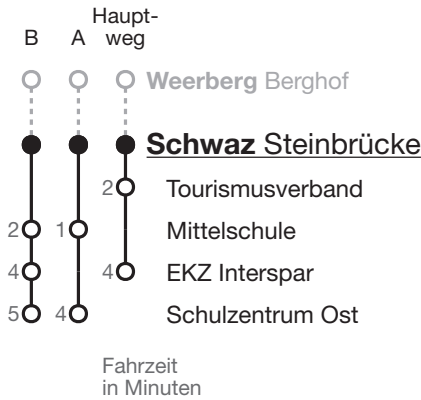 Haupt-
B A weg
Weerberg Berghof
Schwaz Steinbrücke
2 Tourismusverband
2 1 Mittelschule
4 4 EKZ Interspar
5 4 Schulzentrum Ost
Fahrzeit
in Minuten